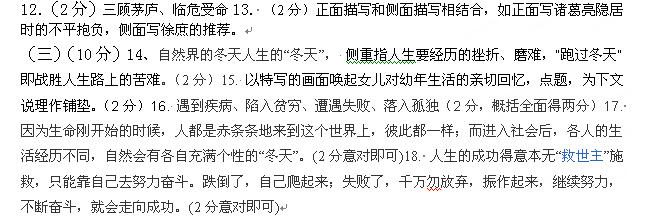 12.（2 分）三顾茅庐、临危受命 13.·（2 分）正面描写和侧面描写相结合，如正面写诸葛亮隐居
时的不平抱负，侧面写徐庶的推荐。
（三）（10 分）14、自然界的冬天人生的“冬天”， 侧重指人生要经历的挫折、磨难，"跑过冬天"
即战胜人生路上的苦难。（2 分）15. 以特写的画面唤起女儿对幼年生活的亲切回忆，点题，为下文
说理作铺垫。（2 分）16. 遇到疾病、陷入贫穷、遭遇失败、落入孤独（2 分，概括全面得两分）17.
因为生命刚开始的时候，人都是赤条条地来到这个世界上，彼此都一样；而进入社会后，各人的生
活经历不同，自然会有各自充满个性的“冬天”。(2 分意对即可)18. 人生的成功得意本无“救世主”施
救，只能靠自己去努力奋斗。跌倒了，自己爬起来；失败了，千万勿放弃，振作起来，继续努力，
不断奋斗，就会走向成功。(2 分意对即可)